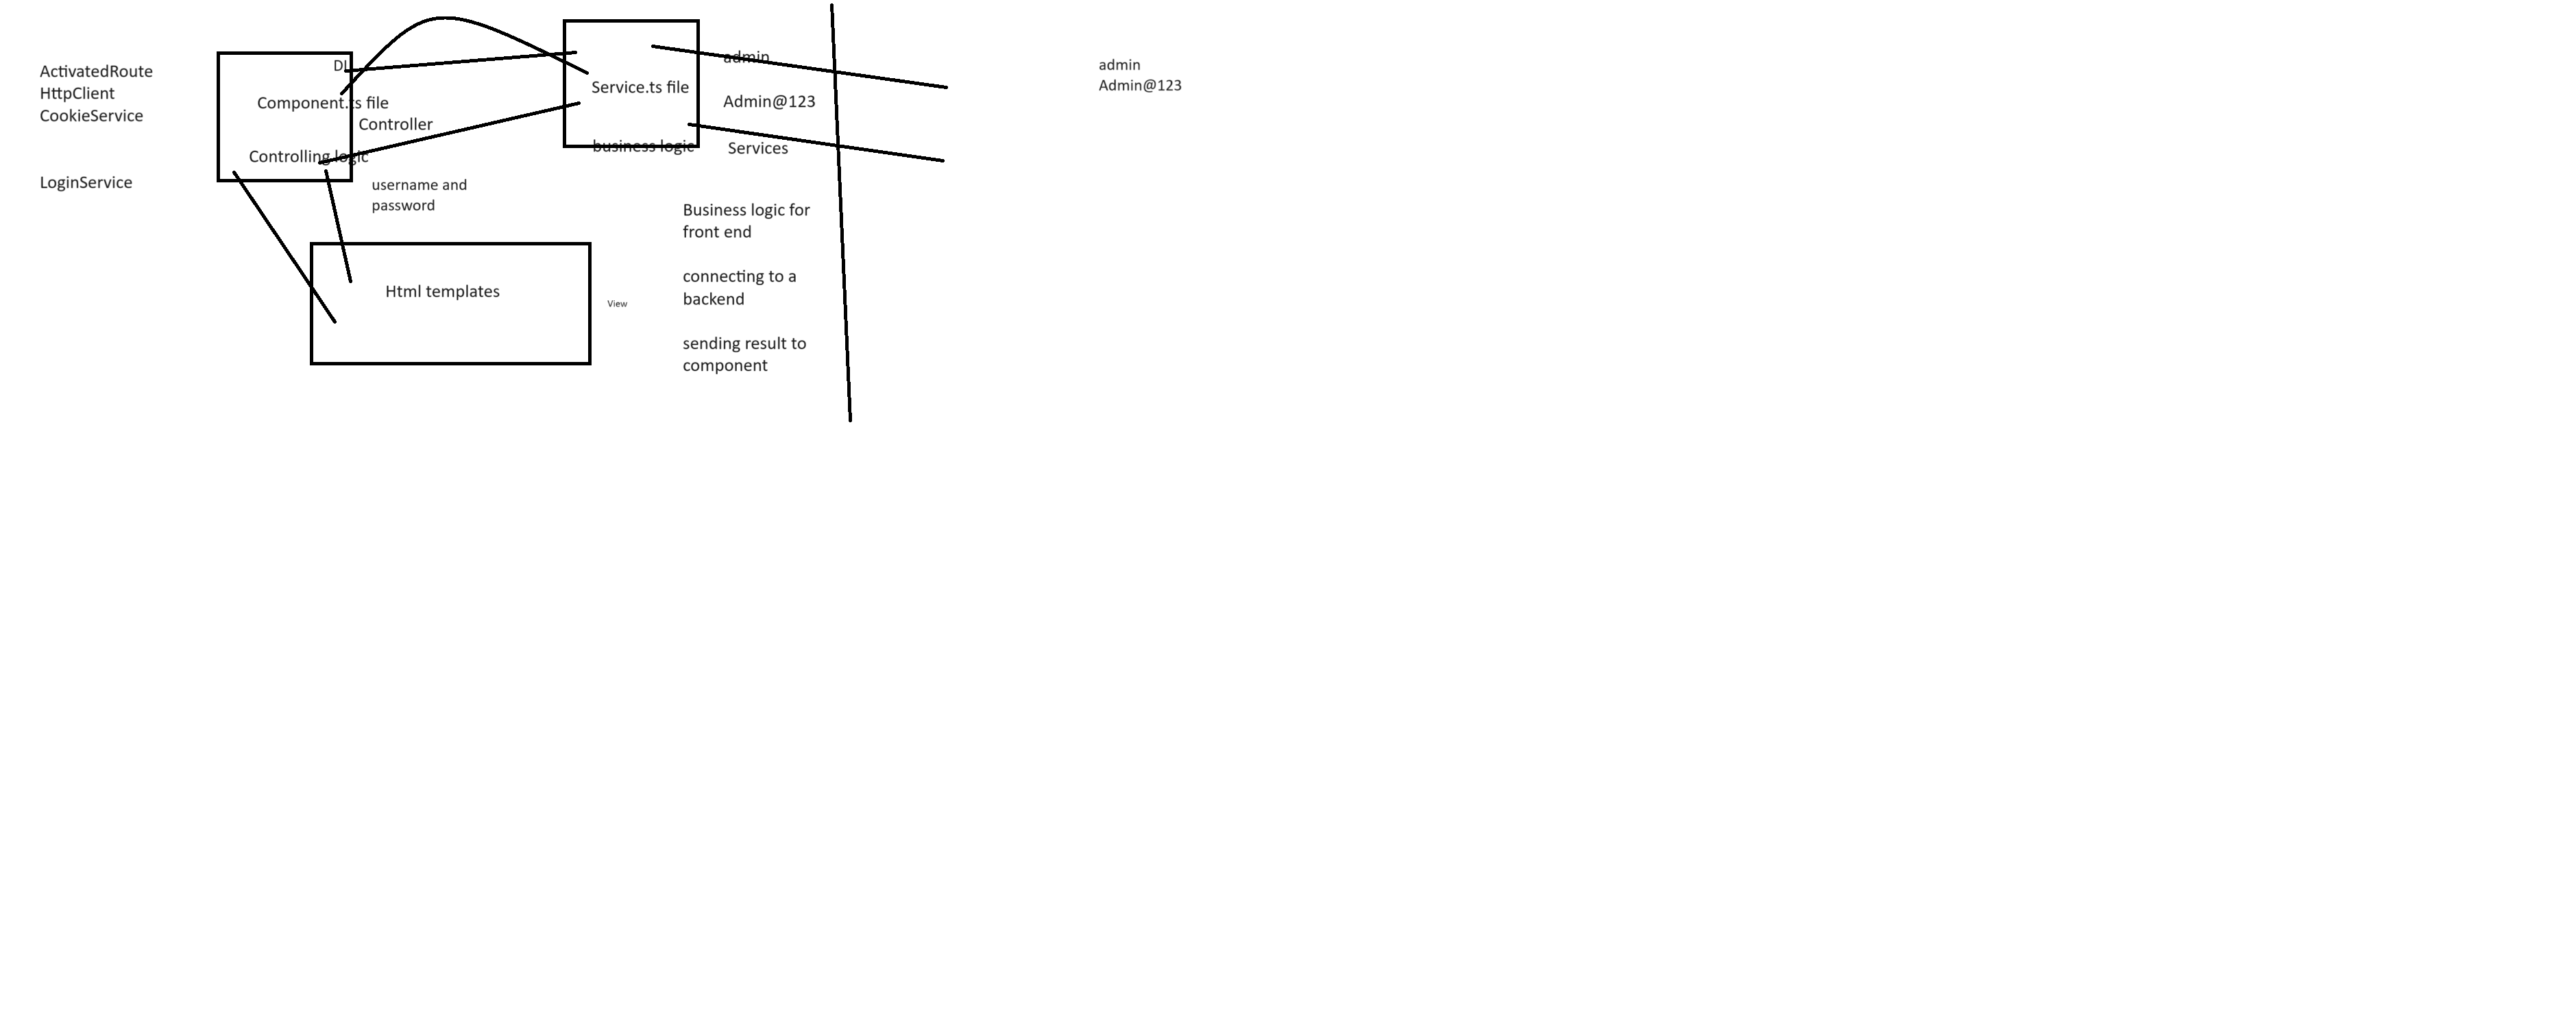 ActivatedRoute
HttpClient
CookieService
LoginService
DI
Component.ts file
Controller
Controlling logic
username and
password
Html templates
View
Service.ts file
business logic
admin
Admin@123
Services
Business logic for
front end
connecting to a
backend
sending result to
component
admin
Admin@123